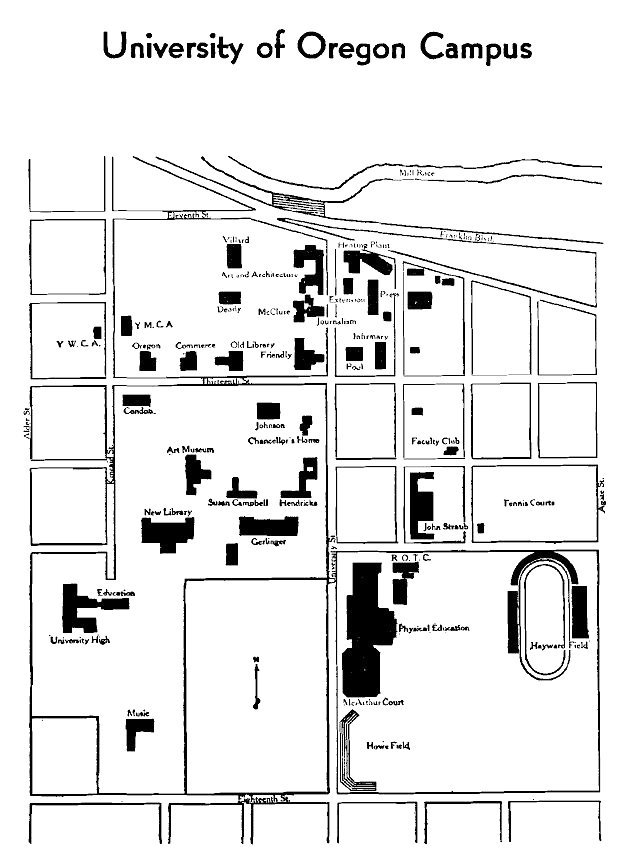 University of Oregon Campus
Mill Race
Eleventh St.
Franklin Blvd.
Villard
Heating Plant
Art and Architecture
Press
Extension
Deady
McClure
Journalism
Y M.C.A
Y W.C.A.
Oregon
Commerce
Old Library
Friendly
Infirmary
Pool
Thirteenth St.
Condon
Alder St.
Johnson
Chancellor's Home
Faculty Club
Art Museum
Kincaid St.
Susan Campbell
Hendricks
Tennis Courts
Agate St.
New Library
Gerlinger
John Straub
University St.
R.O.T.C.
Education
University High
Physical Education
Hayward Field
N
McArthur Court
Music
Howe Field
Eighteenth St.